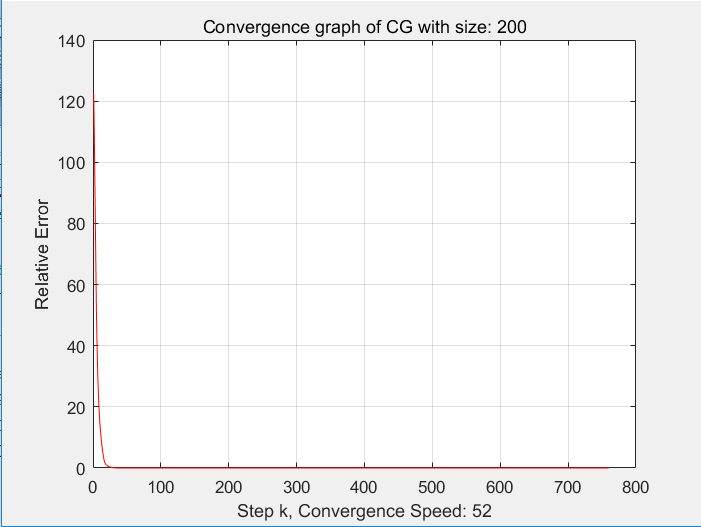 Convergence graph of CG with size: 200
140
120
100
80
60
40
20
0
Relative Error
0 100 200 300 400 500 600 700 800
Step k, Convergence Speed: 52